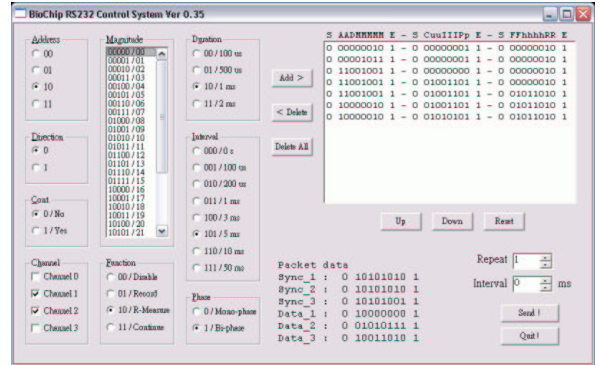 BioChip RS232 Control System Ver 0.35
Address
00
01
10
11
Direction
0
1
Cont
0 / No
1 / Yes
Channel
Channel 0
Channel 1
Channel 2
Channel 3
Magnitude
00000 / 00
00001 / 01
00010 / 02
00011 / 03
00100 / 04
00101 / 05
00110 / 06
00111 / 07
01000 / 08
01001 / 09
01010 / 10
01011 / 11
01100 / 12
01101 / 13
01110 / 14
01111 / 15
10000 / 16
10001 / 17
10010 / 18
10011 / 19
10100 / 20
10101 / 21
Function
00 / Disable
01 / Record
10 / R-Measure
11 / Continue
Duration
00 / 100 us
01 / 500 us
10 / 1 ms
11 / 2 ms
Interval
000 / 0 s
001 / 100 us
010 / 200 us
011 / 1 ms
100 / 3 ms
101 / 5 ms
110 / 10 ms
111 / 50 ms
Phase
0 / Mono-phase
1 / Bi-phase
Add >
< Delete
Delete All
S AADMMMMM E - S CuuIIIPp E - S FFhhhhRR E
0 00000010 1 - 0 00000001 1 - 0 00000010 1
0 00001011 1 - 0 00000001 1 - 0 00000010 1
0 11001001 1 - 0 00000001 1 - 0 01000010 1
0 11001001 1 - 0 01001101 1 - 0 01000010 1
0 11001001 1 - 0 01001101 1 - 0 01011010 1
0 10000010 1 - 0 01001101 1 - 0 01011010 1
0 10000010 1 - 0 01010101 1 - 0 01011010 1
Up
Down
Reset
Packet data
Sync_1 : 0 10101010 1
Sync_2 : 0 10101010 1
Sync_3 : 0 10101001 1
Data_1 : 0 10000000 1
Data_2 : 0 01010111 1
Data_3 : 0 10011010 1
Repeat 1
Interval 0 ms
Send !
Quit !